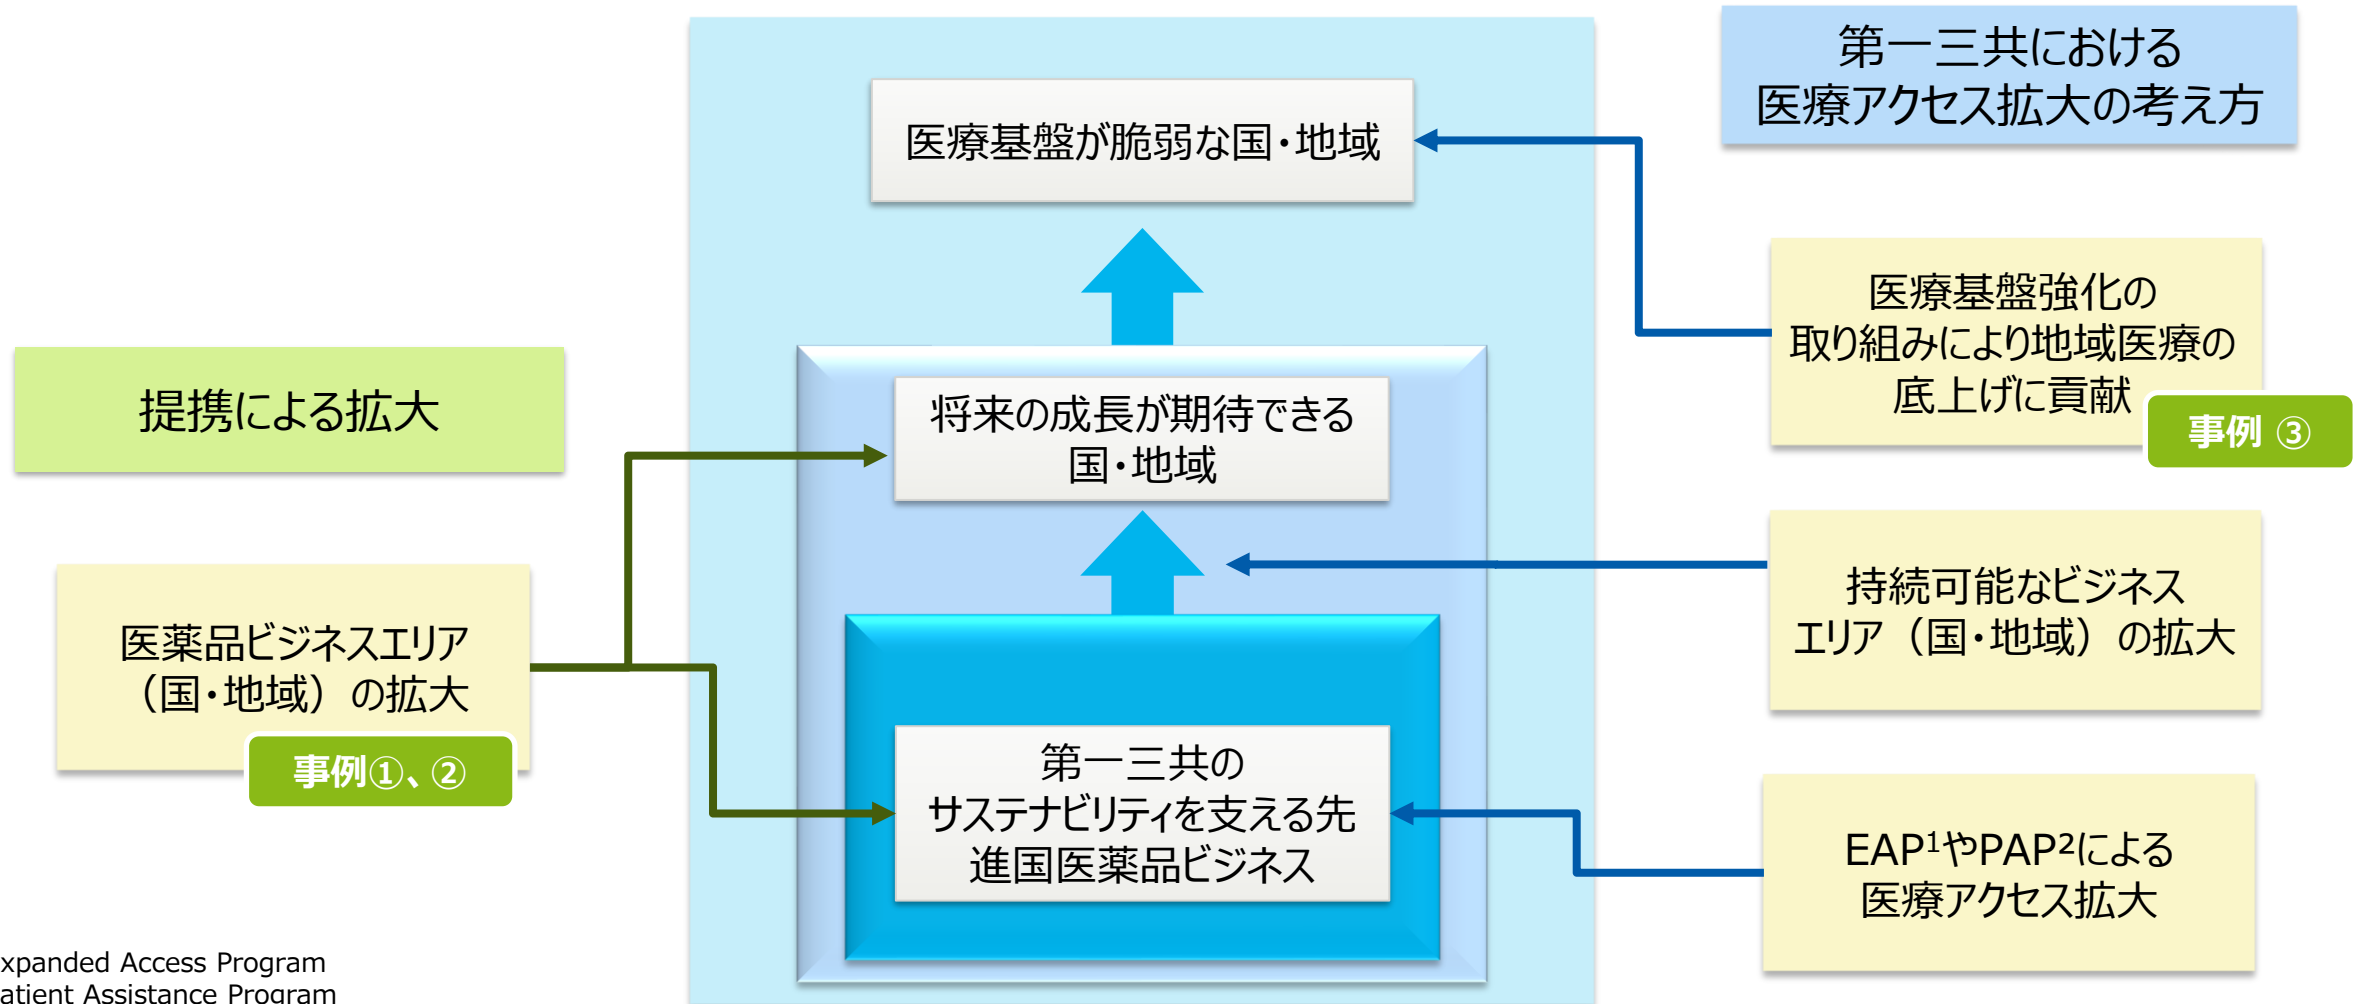 第一三共における
医療アクセス拡大の考え方
医療基盤が脆弱な国・地域
医療基盤強化の
取り組みにより地域医療の
底上げに貢献
事例 ③
提携による拡大
将来の成長が期待できる
国・地域
持続可能なビジネス
エリア（国・地域）の拡大
医薬品ビジネスエリア
（国・地域）の拡大
事例①、②
第一三共の
サステナビリティを支える先
進国医薬品ビジネス
EAP¹やPAP²による
医療アクセス拡大
xpanded Access Program
atient Assistance Program